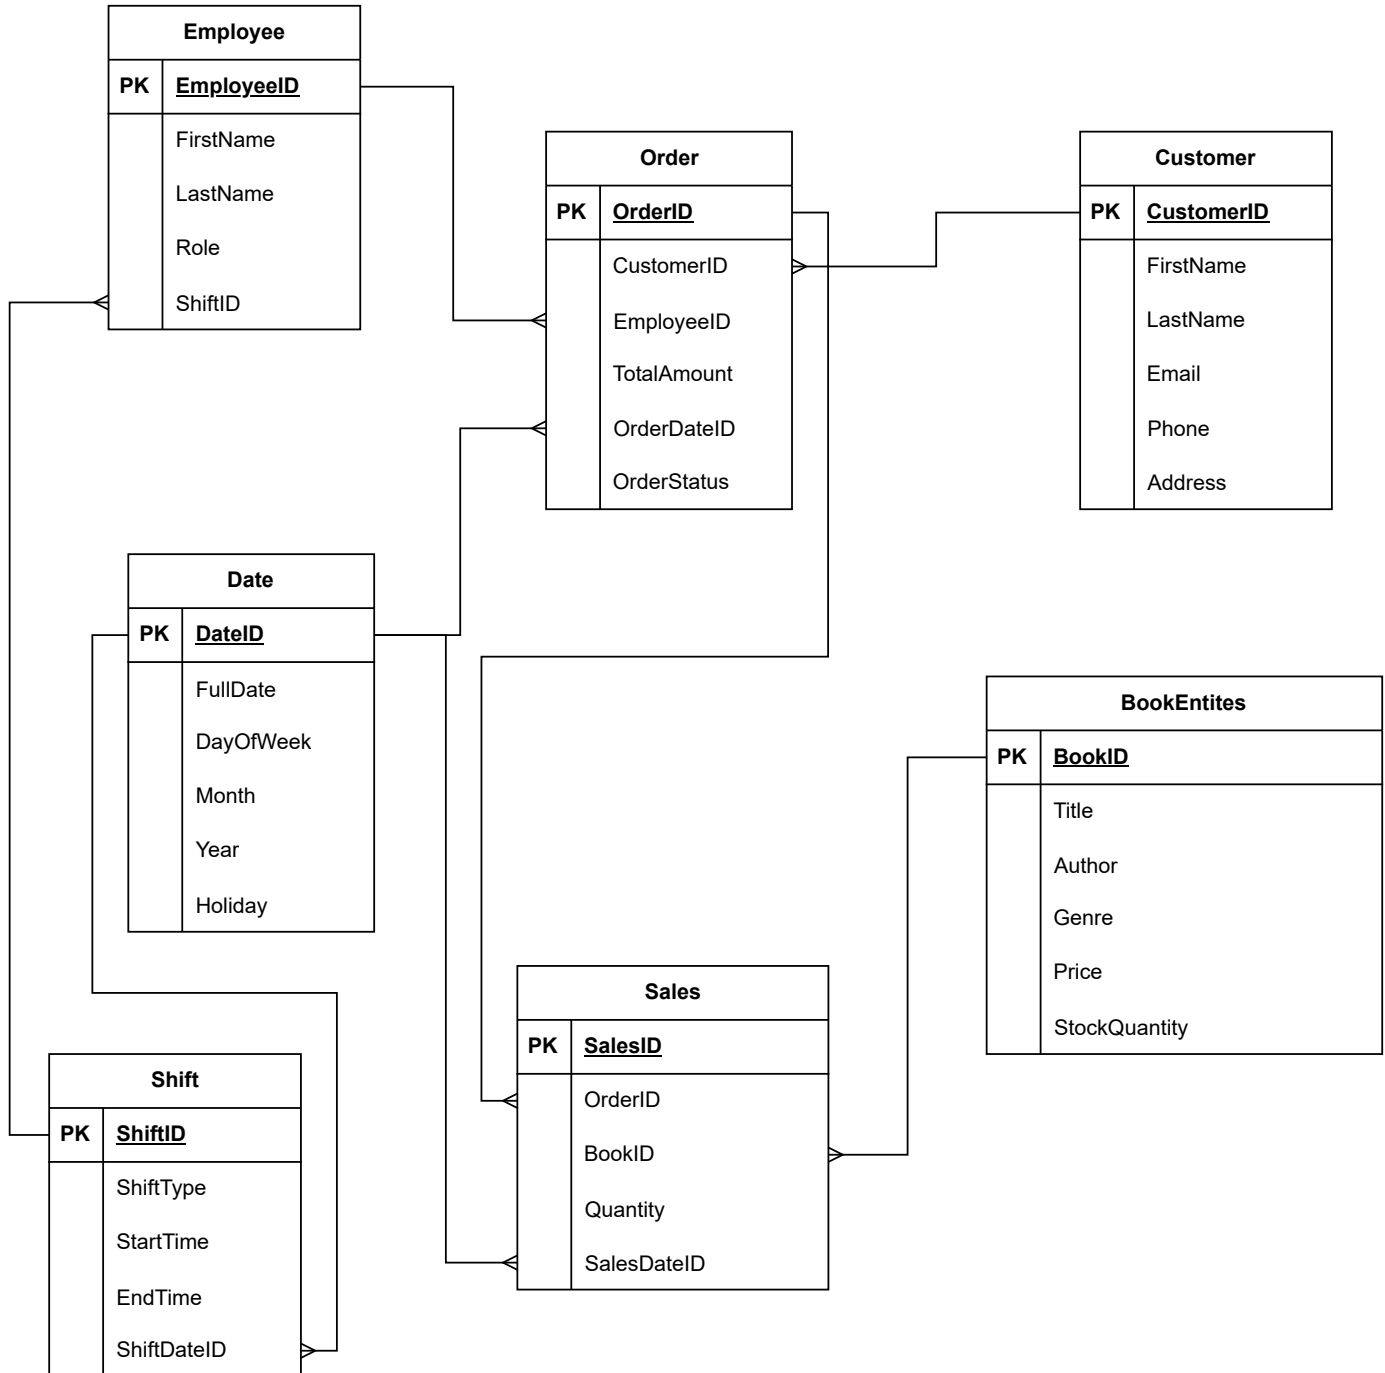 Employee
PK EmployeeID
FirstName
LastName
Role
ShiftID
Order
PK OrderID
CustomerID
EmployeeID
TotalAmount
OrderDateID
OrderStatus
Customer
PK CustomerID
FirstName
LastName
Email
Phone
Address
Date
PK DateID
FullDate
DayOfWeek
Month
Year
Holiday
BookEntites
PK BookID
Title
Author
Genre
Price
StockQuantity
Sales
PK SalesID
OrderID
BookID
Quantity
SalesDateID
Shift
PK ShiftID
ShiftType
StartTime
EndTime
ShiftDateID